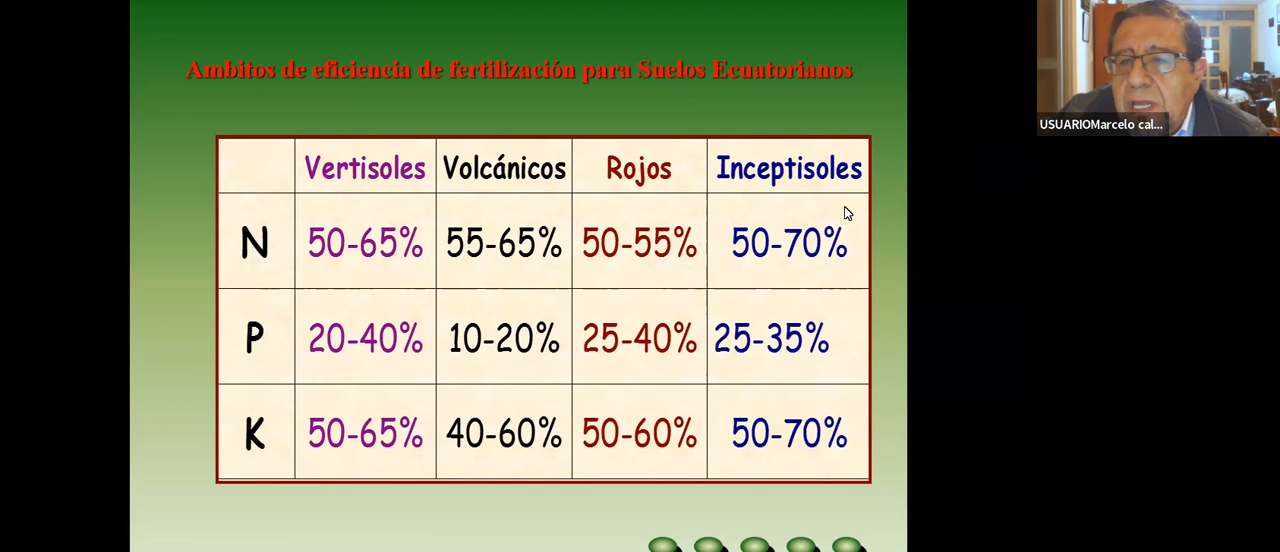 Ambitos de eficiencia de fertilización para Suelos Ecuatorianos
Vertisoles Volcánicos Rojos Inceptisoles
N 50-65% 55-65% 50-55% 50-70%
P 20-40% 10-20% 25-40% 25-35%
K 50-65% 40-60% 50-60% 50-70%
USUARIOMarcelo cal...